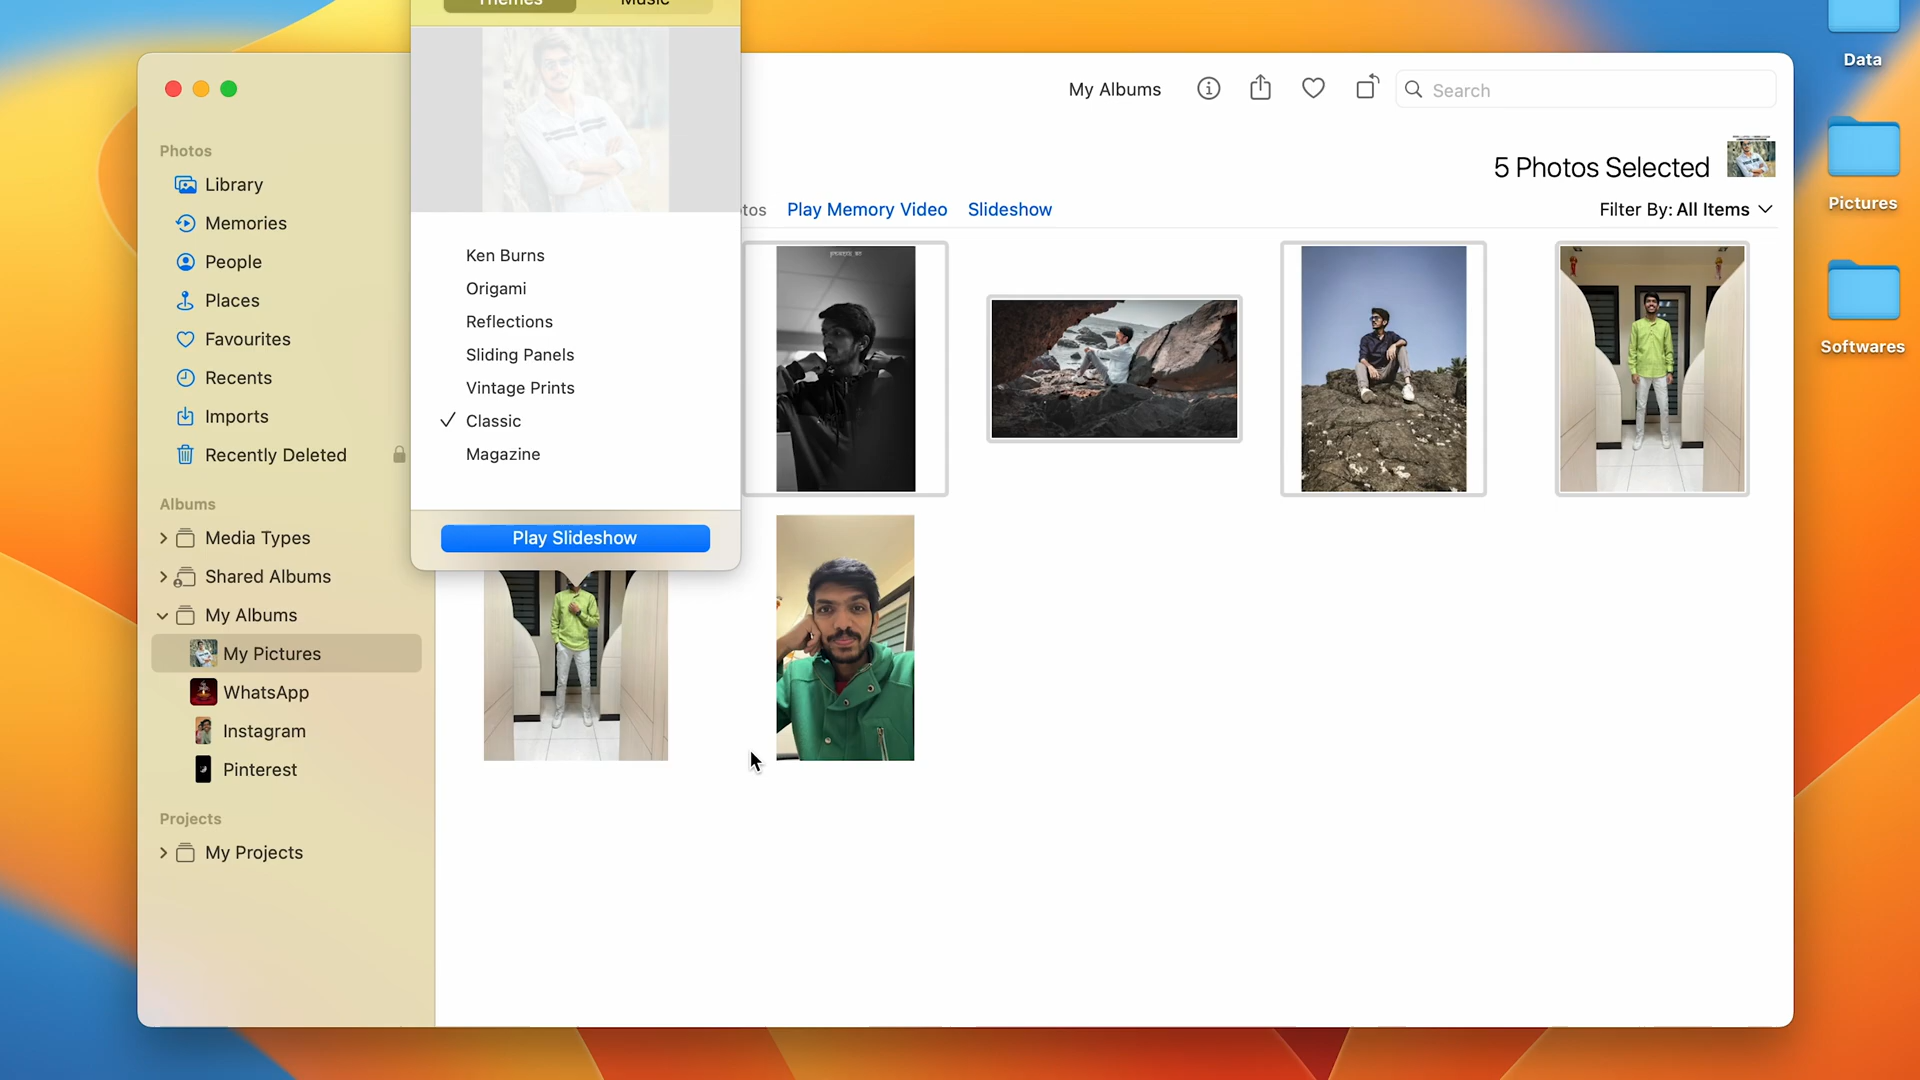 Themes
Music
My Albums
Search
Data
Photos
Library
Memories
People
Places
Favourites
Recents
Imports
Recently Deleted
Albums
Media Types
Shared Albums
My Albums
My Pictures
WhatsApp
Instagram
Pinterest
Projects
My Projects
Ken Burns
Origami
Reflections
Sliding Panels
Vintage Prints
Classic
Magazine
Play Slideshow
5 Photos Selected
tos
Play Memory Video
Slideshow
Filter By: All Items
Pictures
Softwares